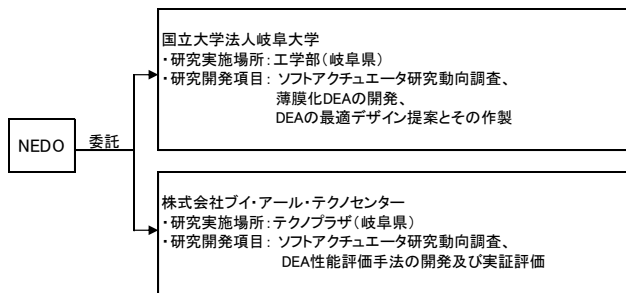 国立大学法人岐阜大学
・研究実施場所：工学部（岐阜県）
・研究開発項目： ソフトアクチュエータ研究動向調査、
薄膜化DEAの開発、
DEAの最適デザイン提案とその作製
NEDO
委託
株式会社ブイ・アール・テクノセンター
・研究実施場所：テクノプラザ（岐阜県）
・研究開発項目： ソフトアクチュエータ研究動向調査、
DEA性能評価手法の開発及び実証評価